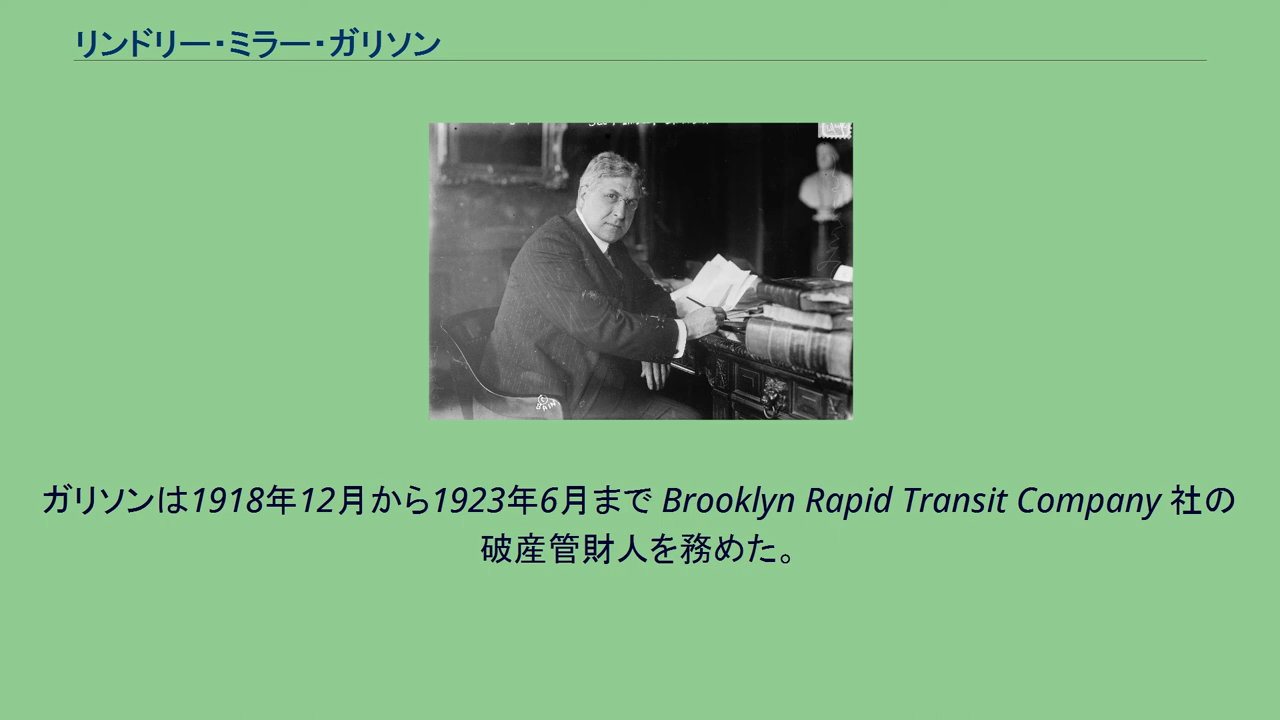 リンドリー・ミラー・ガリソン
ガリソンは1918年12月から1923年6月まで Brooklyn Rapid Transit Company 社の
破産管財人を務めた。